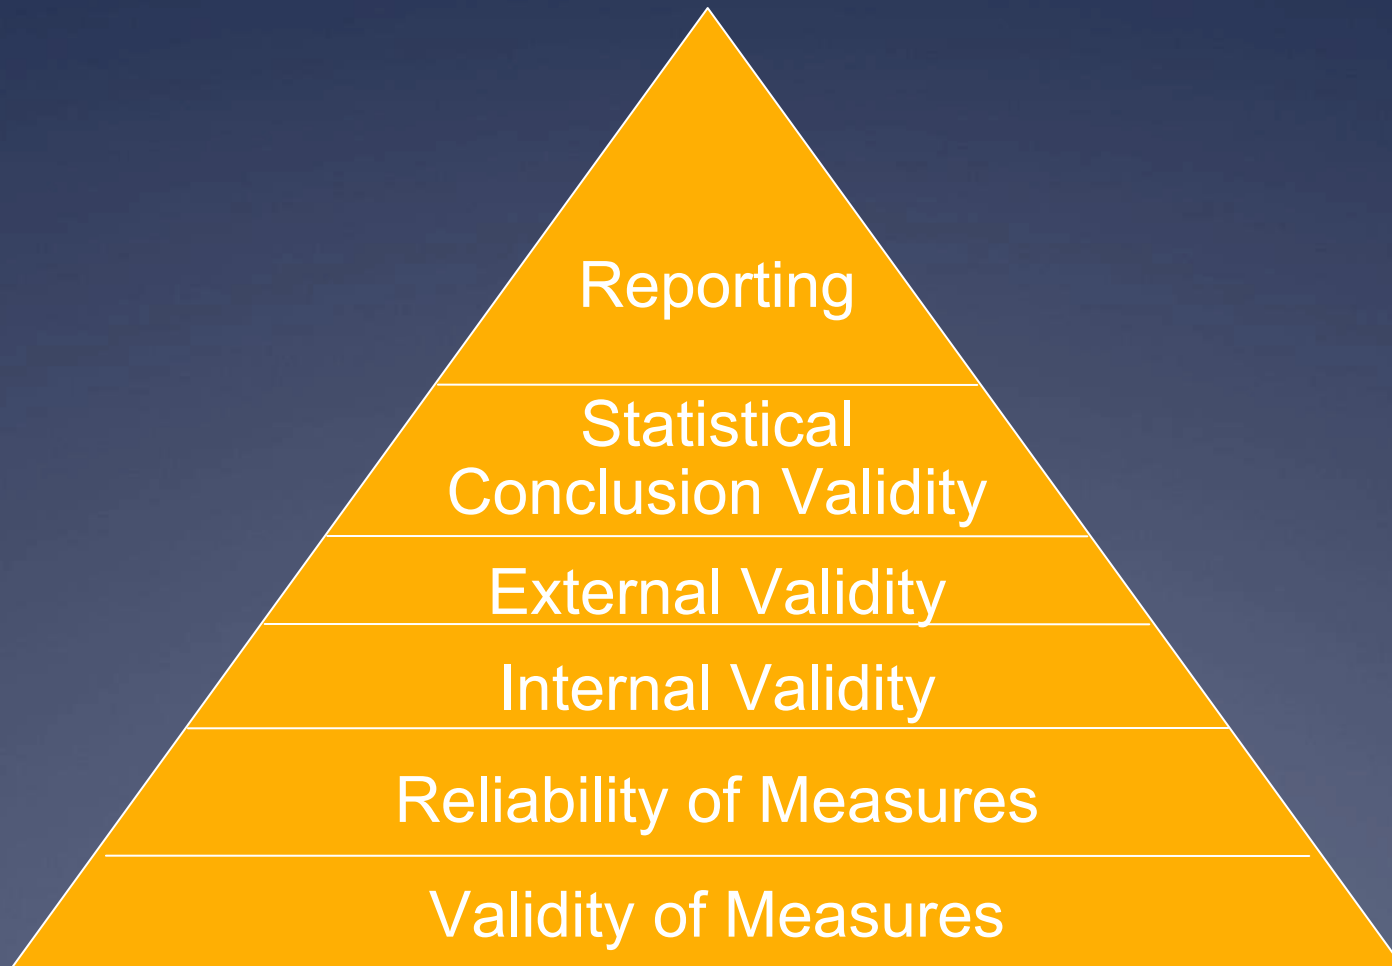 Reporting
Statistical
Conclusion Validity
External Validity
Internal Validity
Reliability of Measures
Validity of Measures